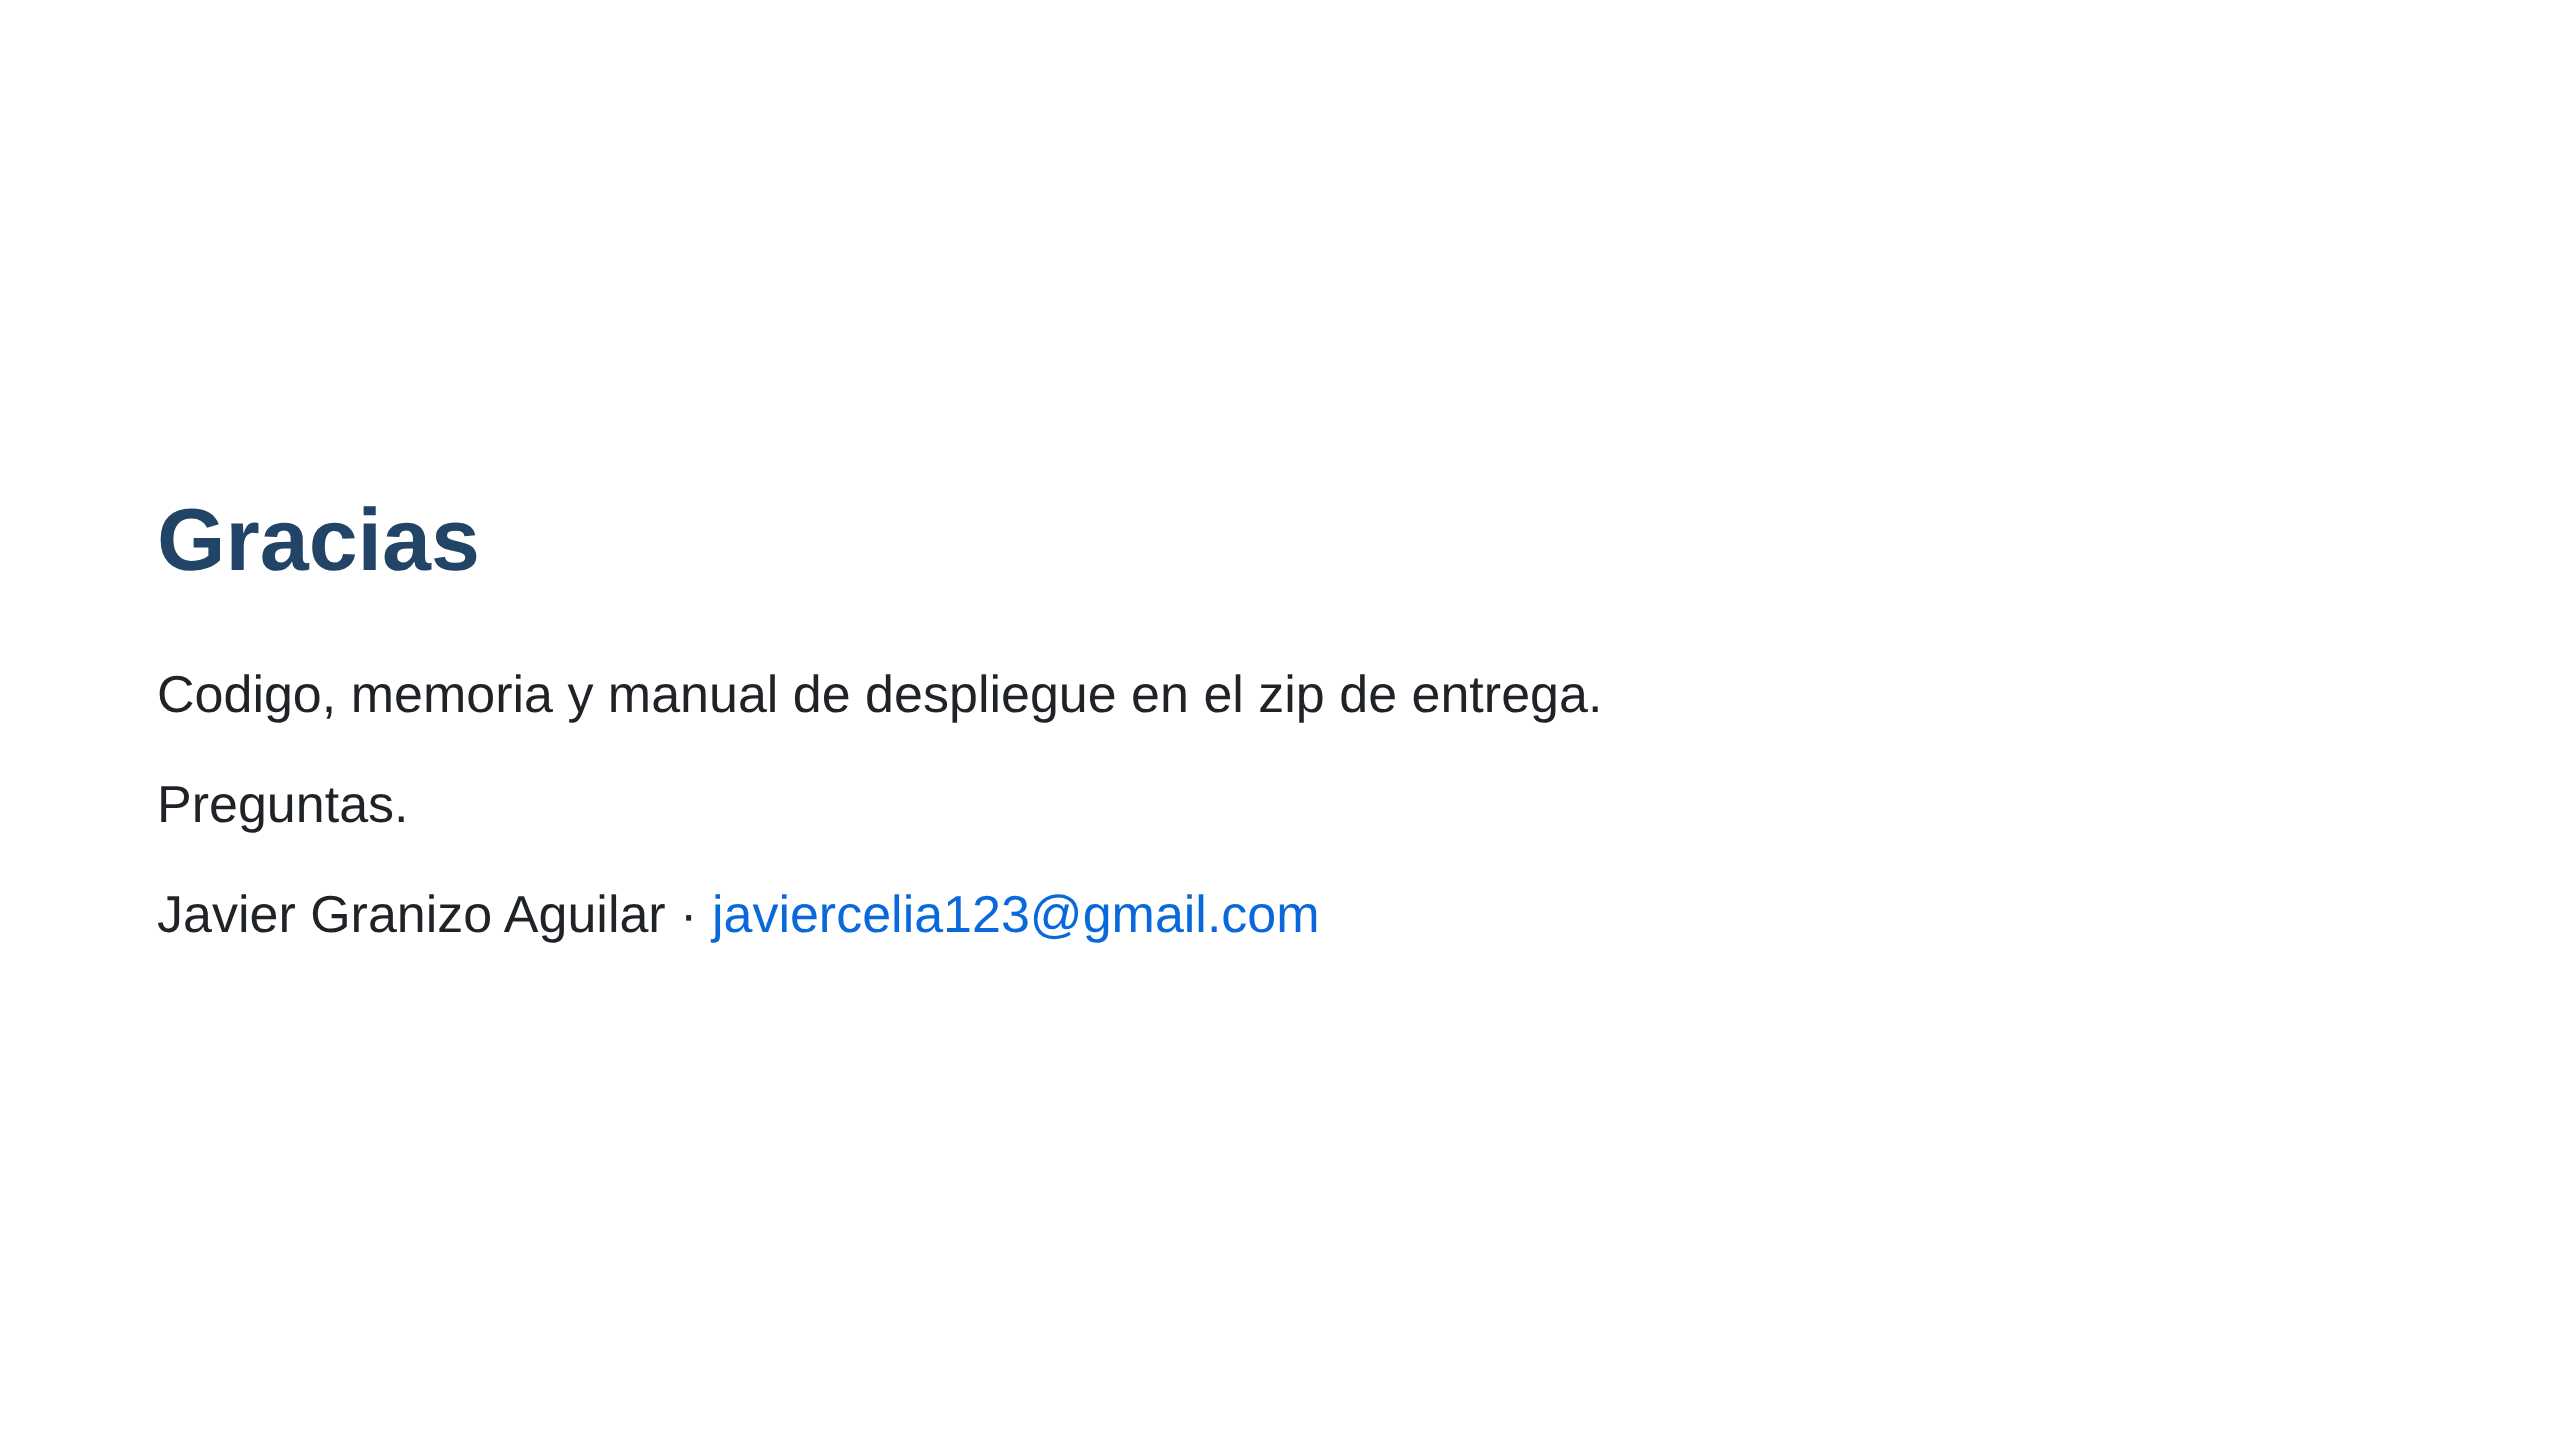 Gracias
Codigo, memoria y manual de despliegue en el zip de entrega.
Preguntas.
Javier Granizo Aguilar · javiercelia123@gmail.com